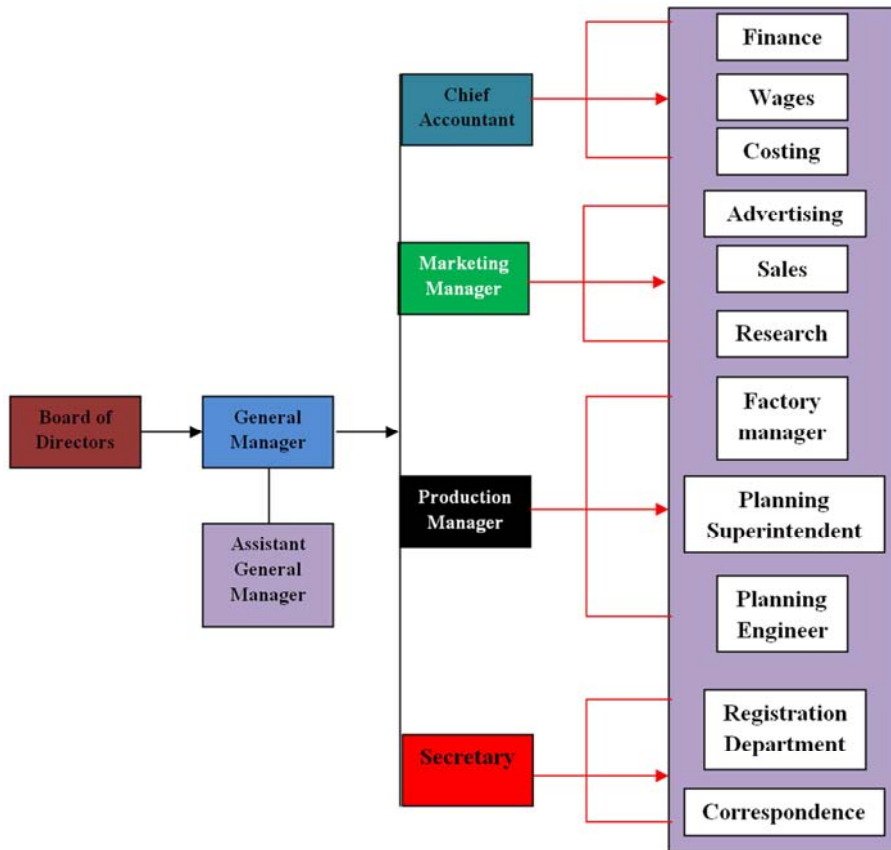 Board of
Directors
General
Manager
Assistant
General
Manager
Chief
Accountant
Finance
Wages
Costing
Marketing
Manager
Advertising
Sales
Research
Production
Manager
Factory
manager
Planning
Superintendent
Planning
Engineer
Secretary
Registration
Department
Correspondence